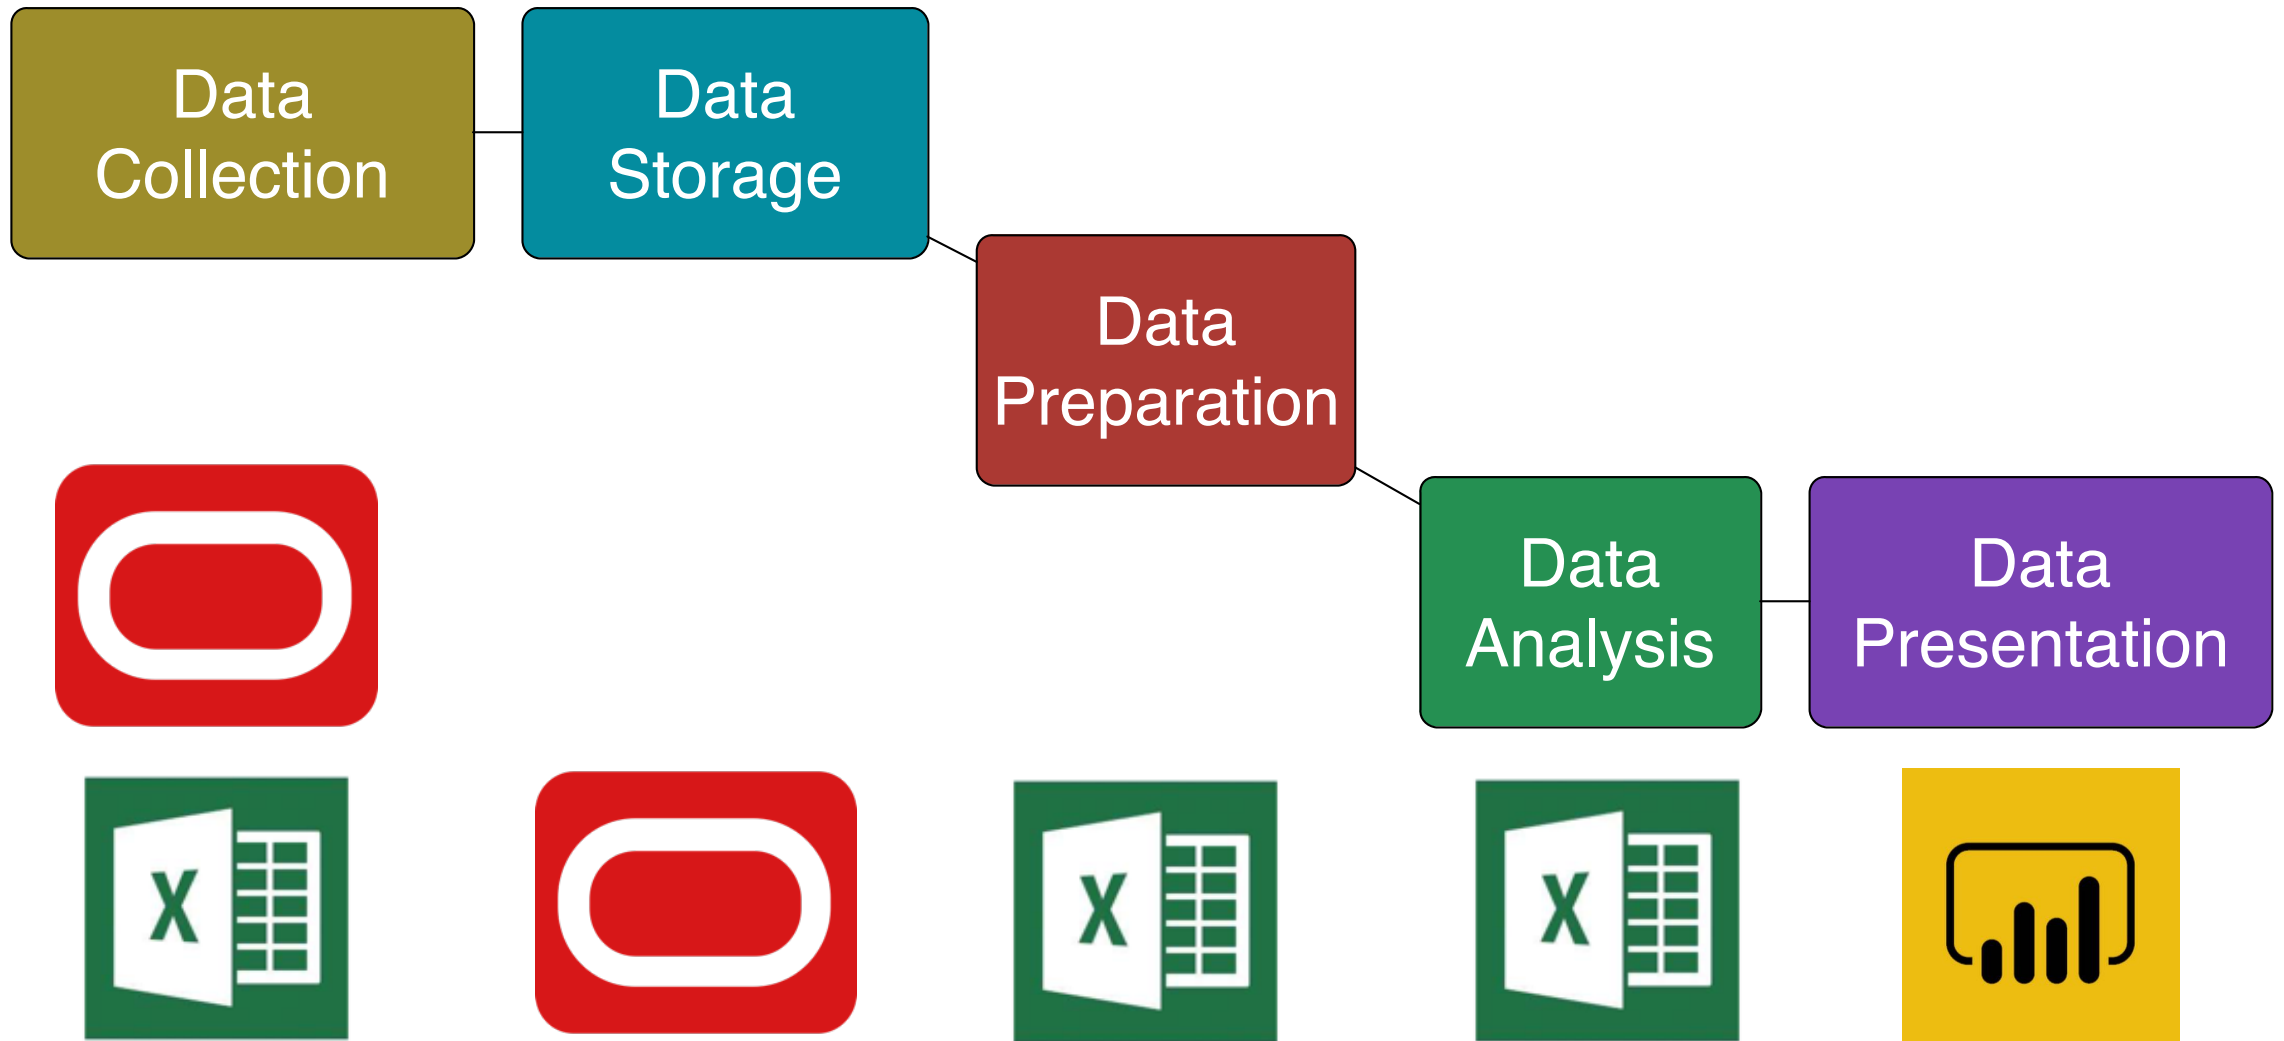 Data
Collection
Data
Storage
Data
Preparation
Data
Analysis
Data
Presentation
X
X
X